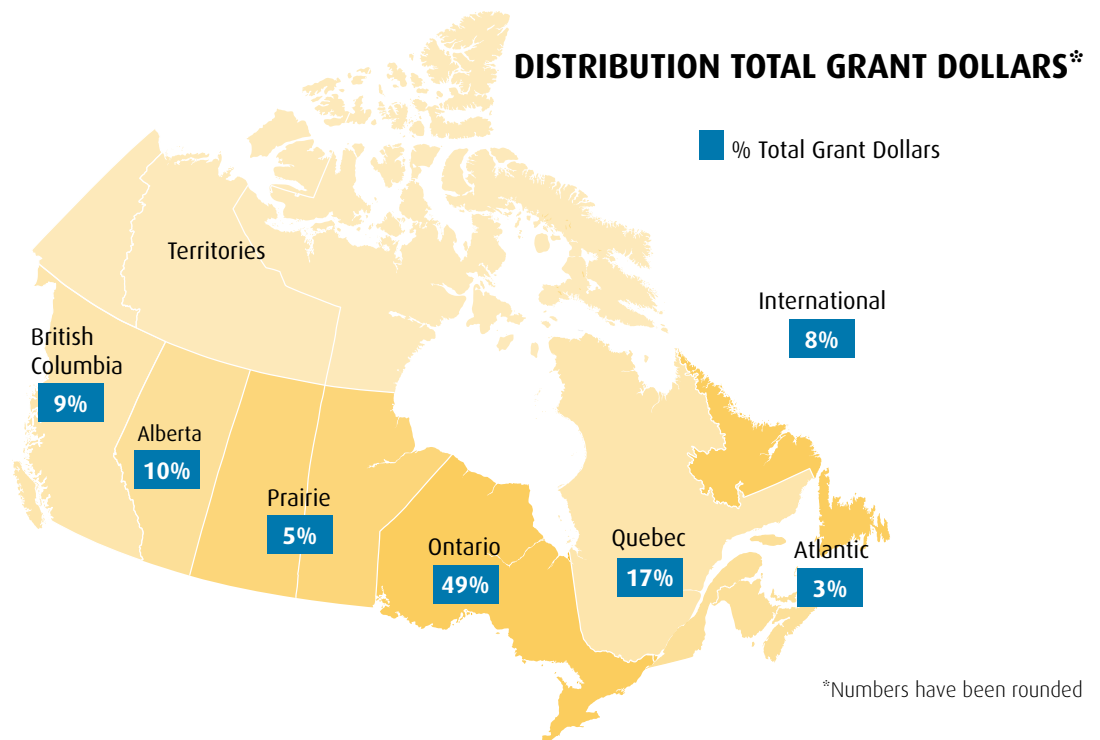 DISTRIBUTION TOTAL GRANT DOLLARS*
% Total Grant Dollars
Territories
International
8%
British
Columbia
9%
Alberta
10%
Prairie
5%
Ontario
49%
Quebec
17%
Atlantic
3%
*Numbers have been rounded